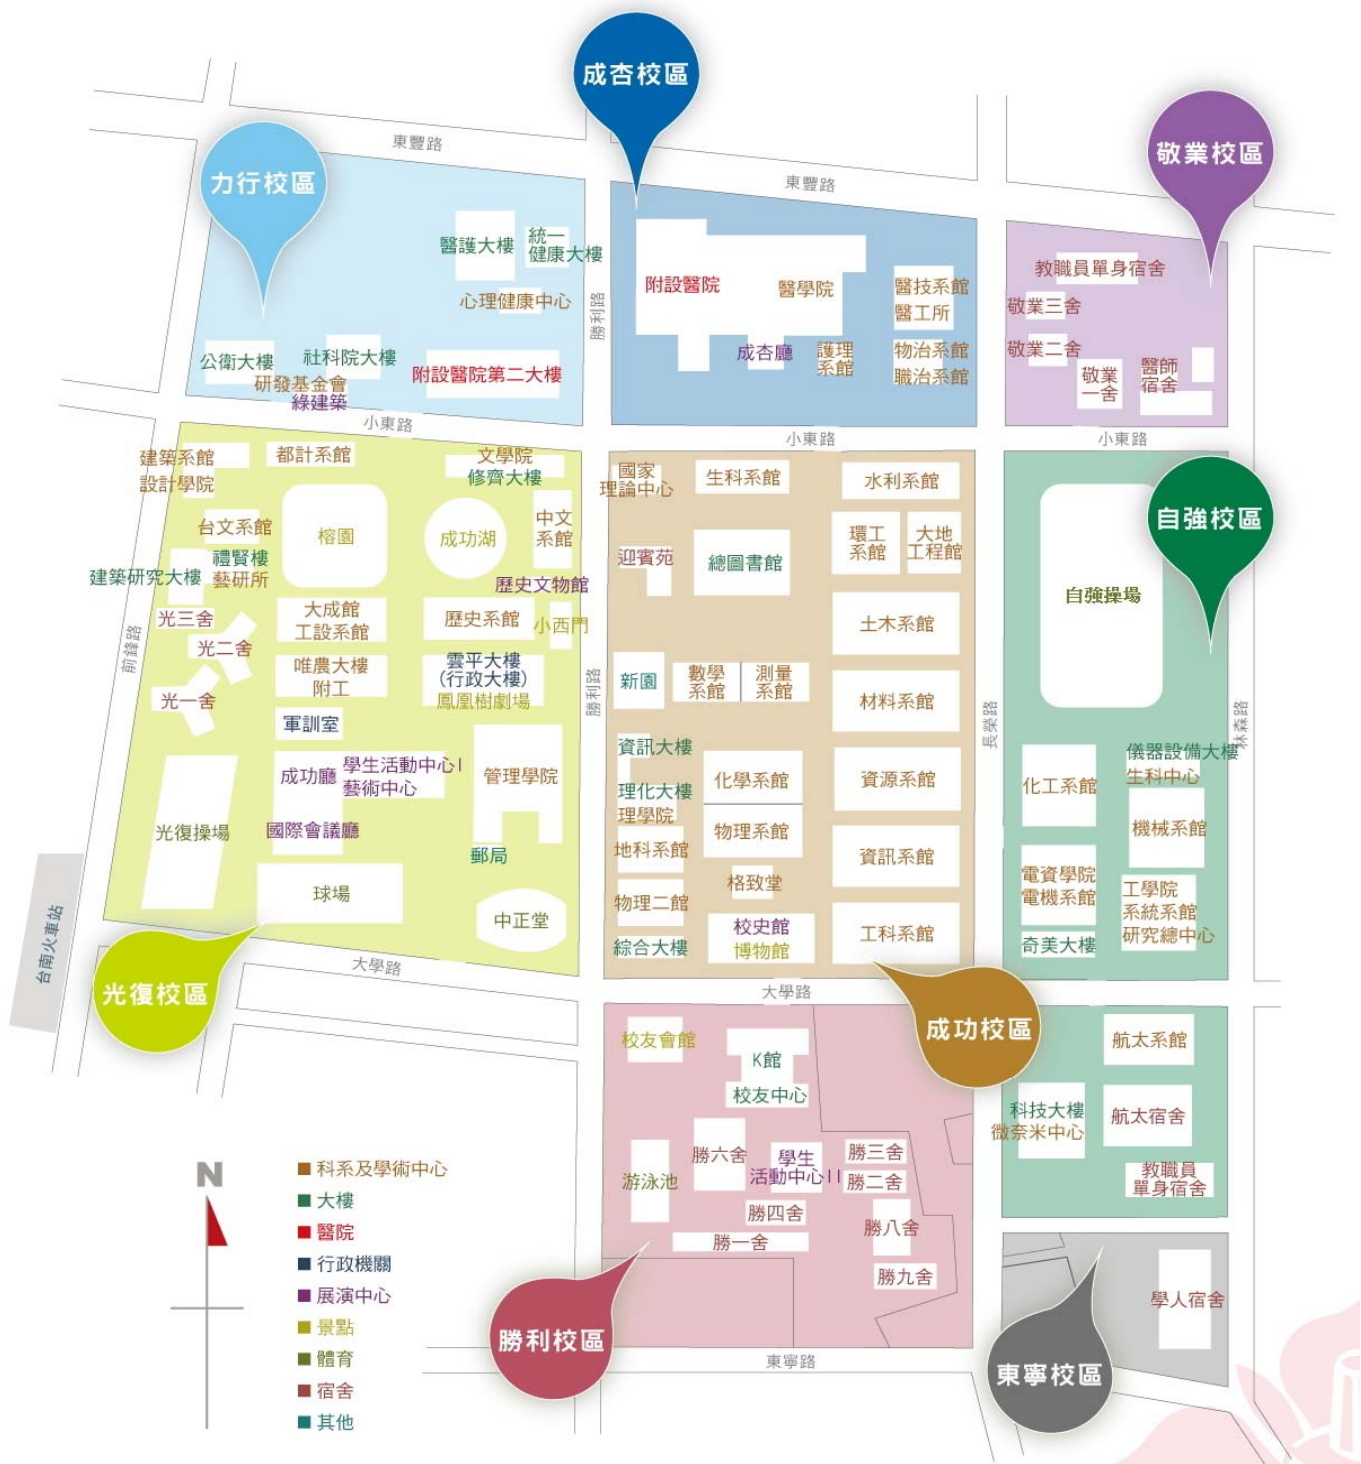 成杏校區
敬業校區
力行校區
東豐路
東豐路
醫護大樓
統一
健康大樓
心理健康中心
公衛大樓
社科院大樓
研發基金會
綠建築
附設醫院第二大樓
勝利路
附設醫院
醫學院
醫技系館
醫工所
成杏廳
護理
系館
物治系館
職治系館
教職員單身宿舍
敬業三舍
敬業二舍
敬業
一舍
醫師
宿舍
小東路
小東路
小東路
建築系館
設計學院
都計系館
文學院
修齊大樓
台文系館
榕園
成功湖
中文
系館
禮賢樓
藝研所
建築研究大樓
歷史文物館
光三舍
光二舍
光一舍
大成館
工設系館
歷史系館
小西門
唯農大樓
附工
雲平大樓
(行政大樓)
鳳凰樹劇場
軍訓室
成功廳
學生活動中心I
藝術中心
管理學院
光復操場
國際會議廳
郵局
球場
中正堂
前鋒路
勝利路
台南火車站
光復校區
大學路
國家
理論中心
生科系館
水利系館
迎賓苑
總圖書館
環工
系館
大地
工程館
土木系館
新園
數學
系館
測量
系館
材料系館
資訊大樓
理化大樓
理學院
化學系館
資源系館
地科系館
物理系館
資訊系館
物理二館
格致堂
綜合大樓
校史館
博物館
工科系館
長榮路
大學路
成功校區
自強校區
自強操場
林森路
化工系館
儀器設備大樓
生科中心
機械系館
電資學院
電機系館
工學院
系統系館
研究總中心
奇美大樓
航太系館
科技大樓
微奈米中心
航太宿舍
教職員
單身宿舍
校友會館
K館
校友中心
游泳池
勝六舍
學生
活動中心II
勝三舍
勝二舍
勝四舍
勝一舍
勝八舍
勝九舍
勝利校區
東寧路
學人宿舍
東寧校區
N
科系及學術中心
大樓
醫院
行政機關
展演中心
景點
體育
宿舍
其他